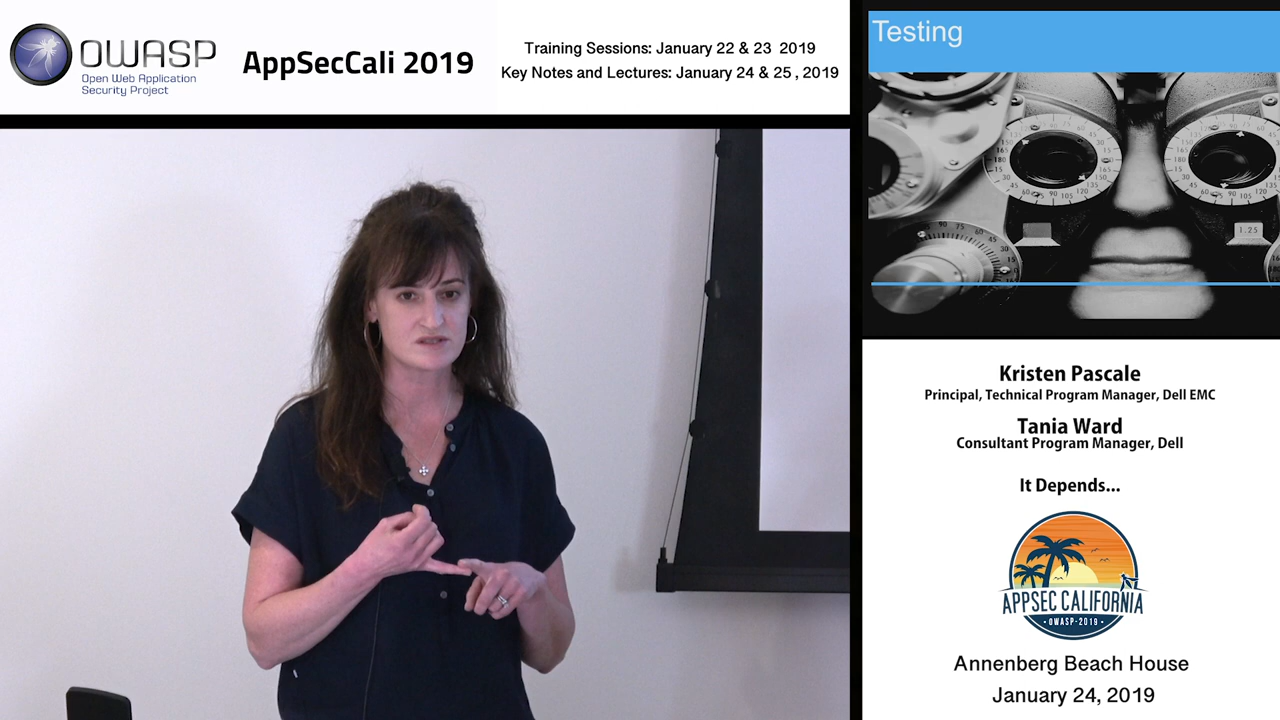 OWASP
Open Web Application
Security Project
AppSecCali 2019
Training Sessions: January 22 & 23 2019
Key Notes and Lectures: January 24 & 25 , 2019
Testing
Kristen Pascale
Principal, Technical Program Manager, Dell EMC
Tania Ward
Consultant Program Manager, Dell
It Depends...
APPSEC CALIFORNIA
• OWASP-2019 •
Annenberg Beach House
January 24, 2019